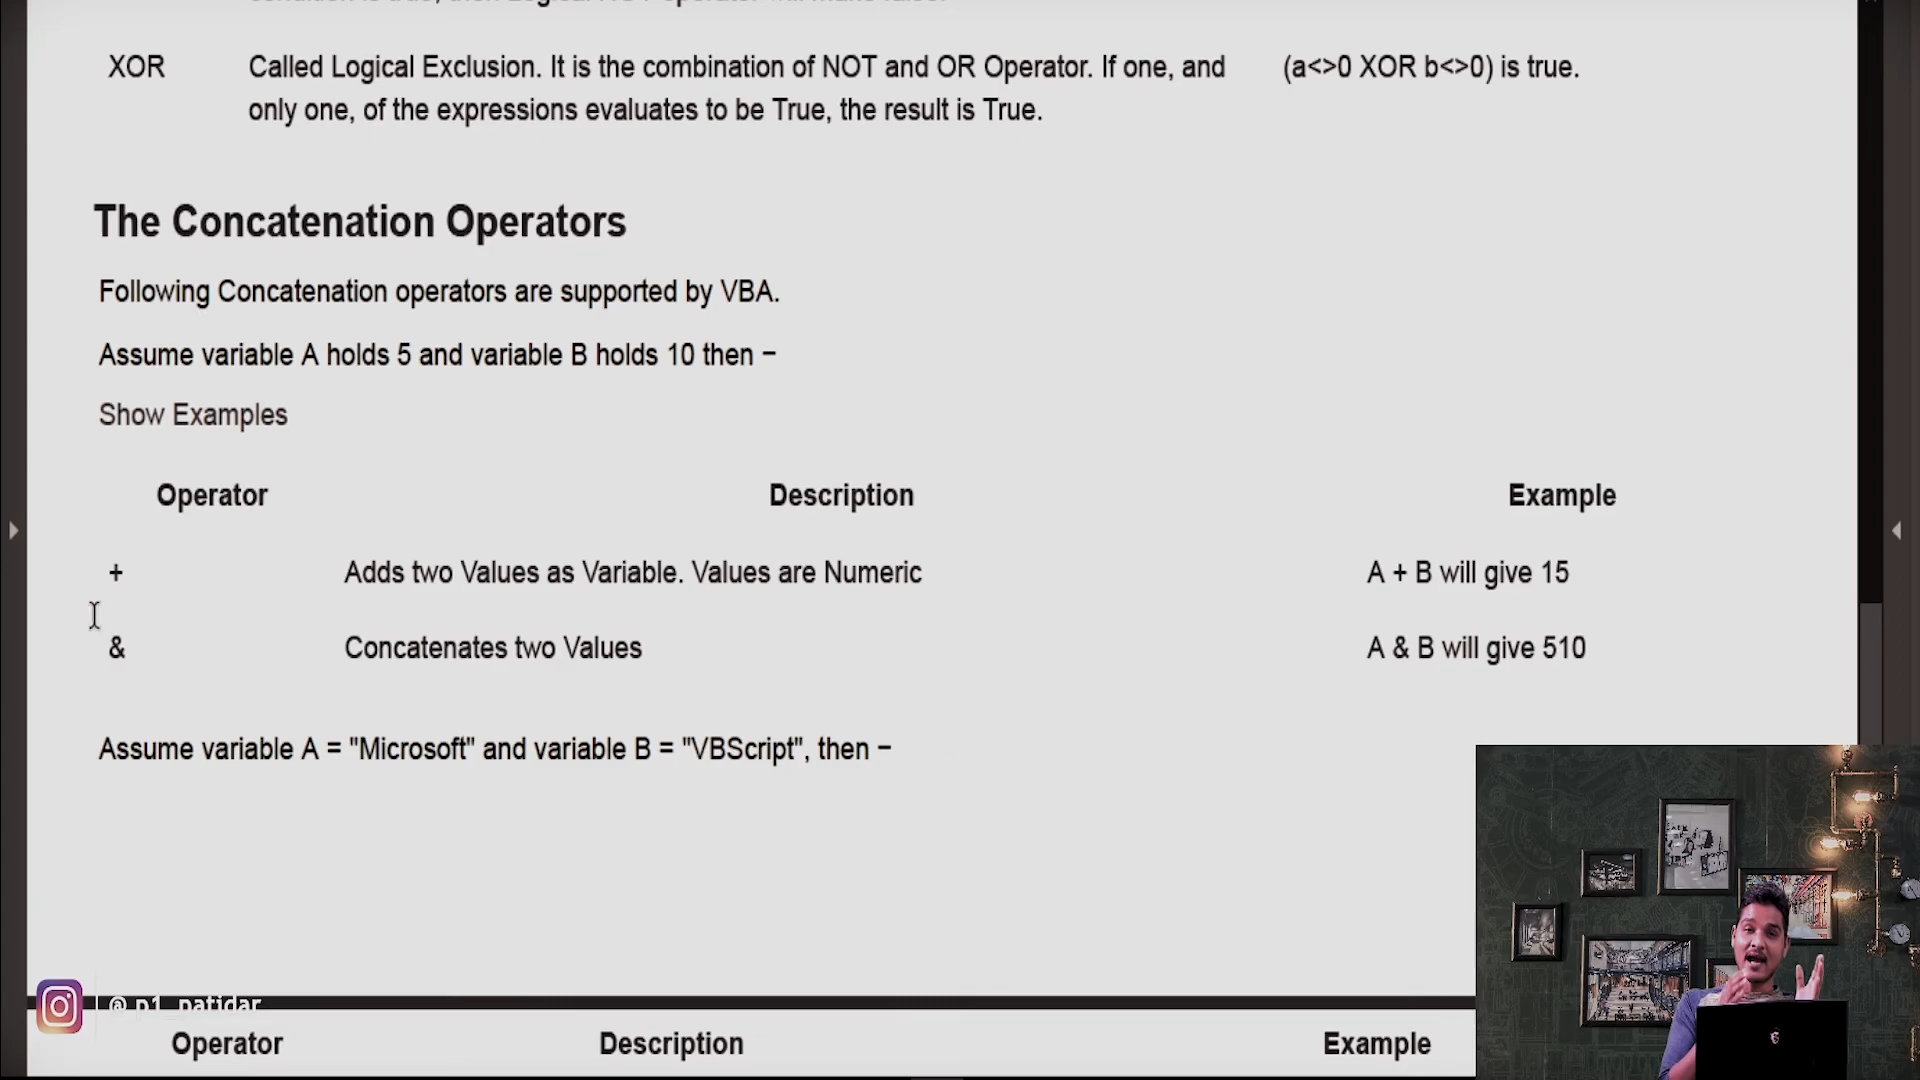 XOR Called Logical Exclusion. It is the combination of NOT and OR Operator. If one, and (a<>0 XOR b<>0) is true.
only one, of the expressions evaluates to be True, the result is True.
The Concatenation Operators
Following Concatenation operators are supported by VBA.
Assume variable A holds 5 and variable B holds 10 then −
Show Examples
Operator Description Example
+ Adds two Values as Variable. Values are Numeric A + B will give 15
& Concatenates two Values A & B will give 510
Assume variable A = "Microsoft" and variable B = "VBScript", then −
@ p1_patidar
Operator Description Example